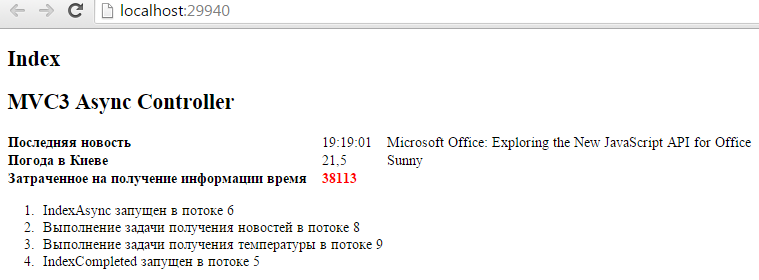 localhost:29940
Index
MVC3 Async Controller
Последняя новость 19:19:01 Microsoft Office: Exploring the New JavaScript API for Office
Погода в Киеве 21,5 Sunny
Затраченное на получение информации время 38113
1. IndexAsync запущен в потоке 6
2. Выполнение задачи получения новостей в потоке 8
3. Выполнение задачи получения температуры в потоке 9
4. IndexCompleted запущен в потоке 5